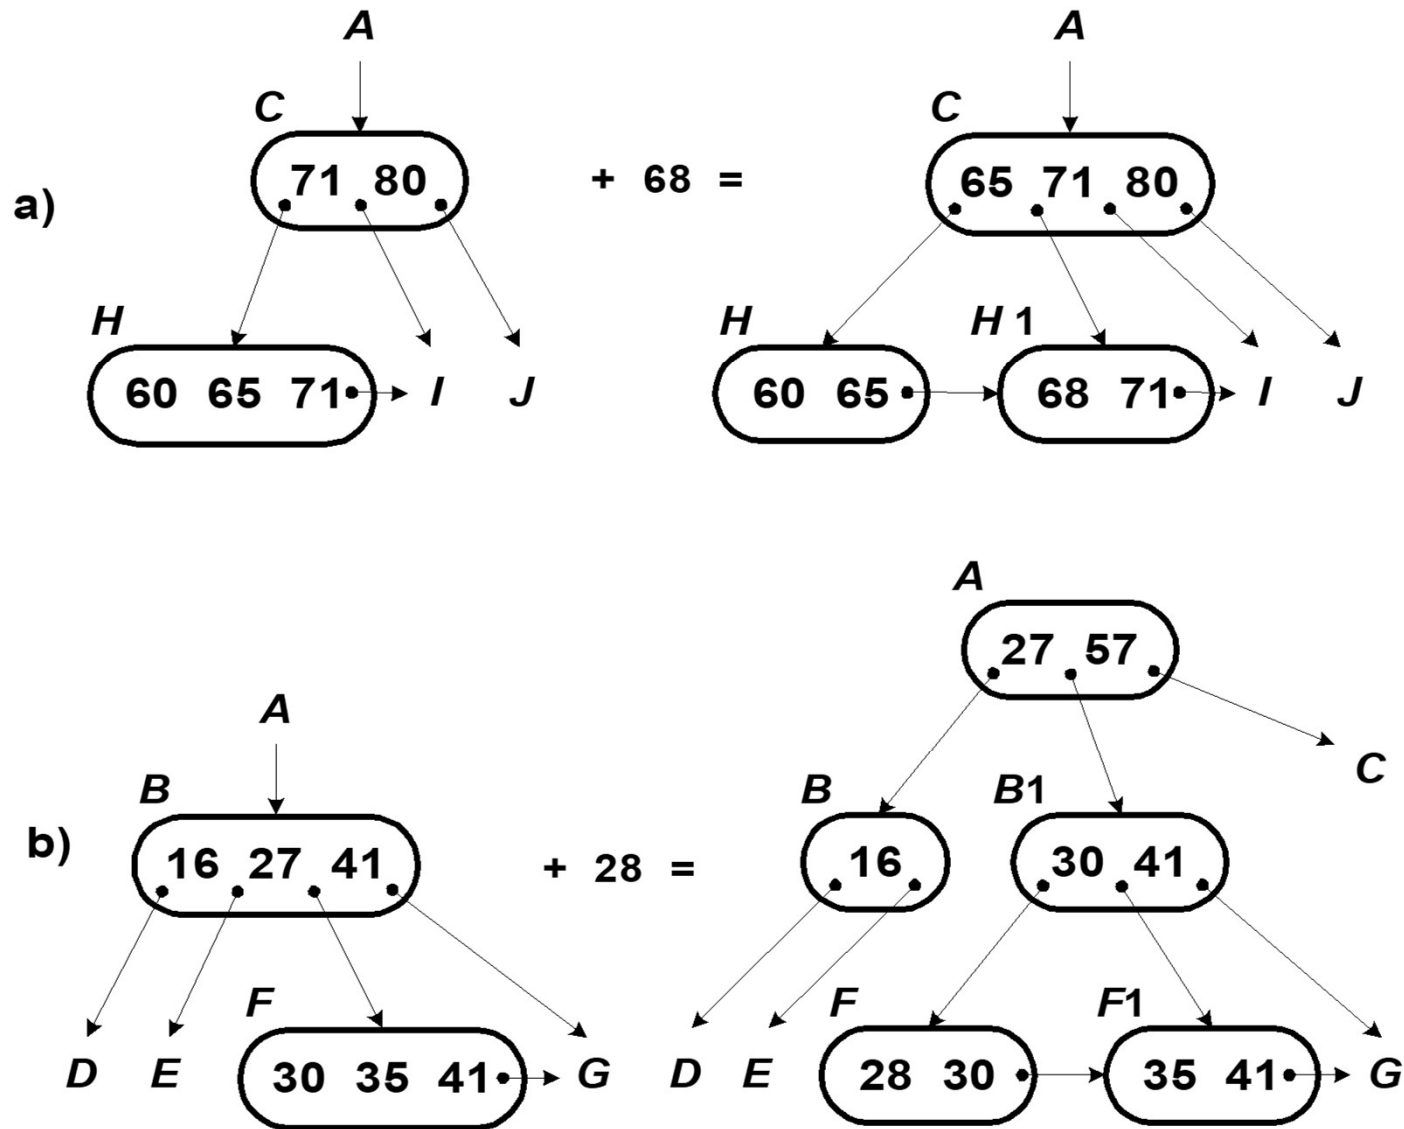 A A
C C
71 80 + 68 = 65 71 80
a)
H H H 1
60 65 71 I J 60 65 68 71 I J
A
27 57
A
C
B B B1
b) 16 27 41 + 28 = 16 30 41
F F F1
D E 30 35 41 G D E 28 30 35 41 G